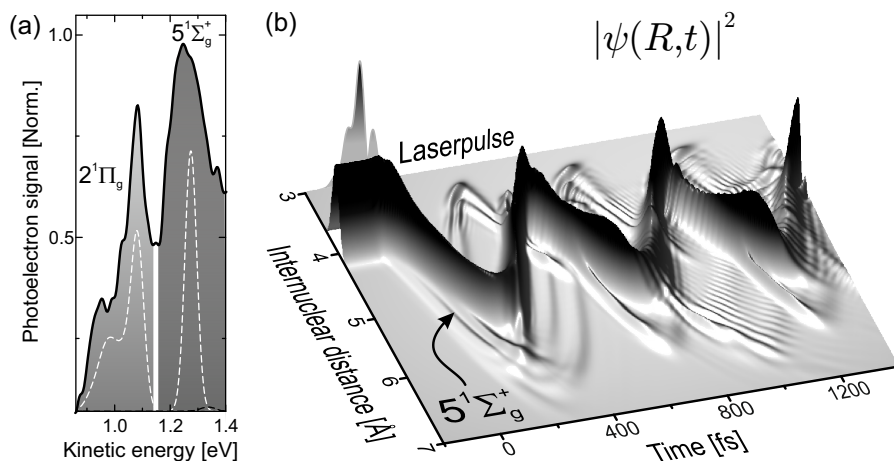 (a)
Photoelectron signal [Norm.]
1.0
0.5
5¹Σg⁺
2¹Πg
1.0 1.2 1.4
Kinetic energy [eV]
(b)
|ψ(R,t)|²
Laserpulse
3
4
5
6
7
Internuclear distance [Å]
5¹Σg⁺
0 400 800 1200
Time [fs]